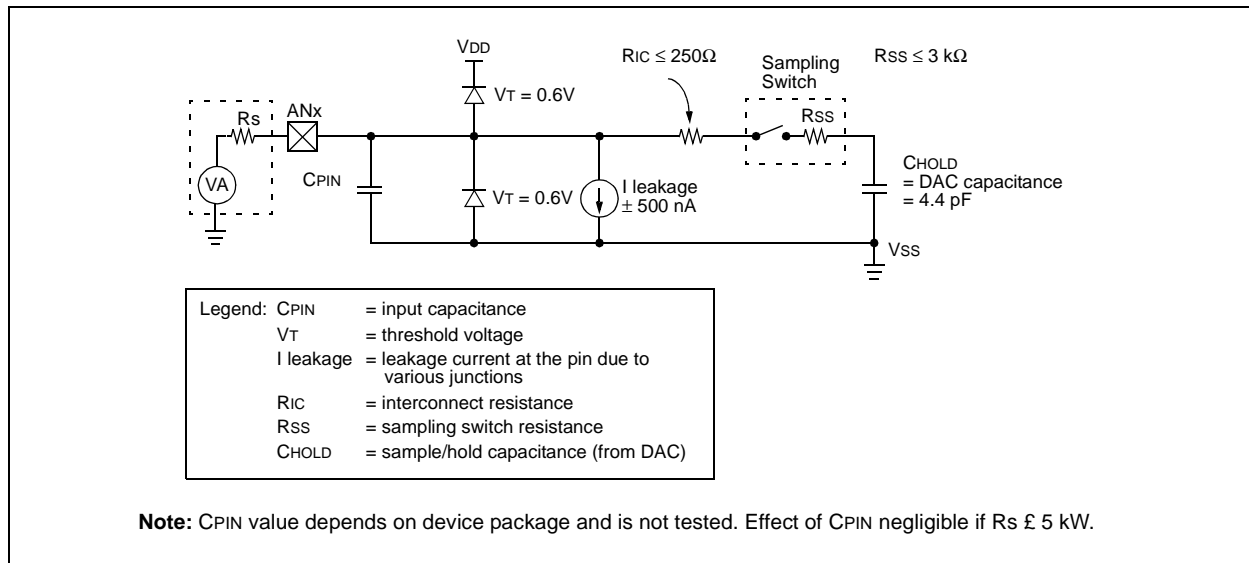 VDD
RIC ≤ 250Ω
Sampling
Switch
RSS ≤ 3 kΩ
VT = 0.6V
Rs
ANx
RSS
VA
CPIN
VT = 0.6V
I leakage
± 500 nA
CHOLD
= DAC capacitance
= 4.4 pF
VSS
Legend: CPIN = input capacitance
VT = threshold voltage
I leakage = leakage current at the pin due to
various junctions
RIC = interconnect resistance
RSS = sampling switch resistance
CHOLD = sample/hold capacitance (from DAC)
Note: CPIN value depends on device package and is not tested. Effect of CPIN negligible if Rs £ 5 kW.